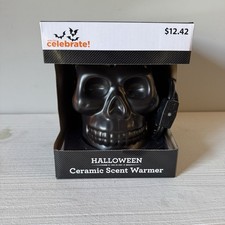 celebrate!
$12.42
HALLOWEEN
Ceramic Scent Warmer